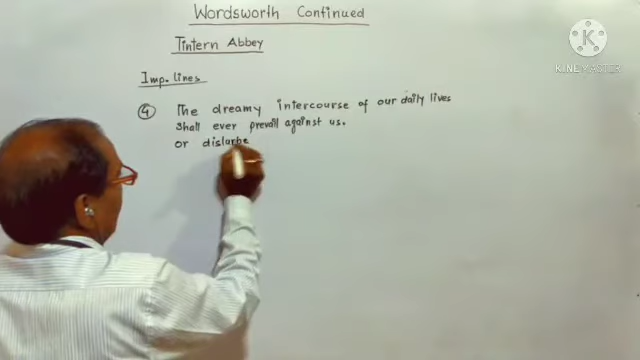 Wordsworth Continued
Tintern Abbey
Imp. lines
④ The dreamy intercourse of our daily lives
shall ever prevail against us.
or disturbe
K
KINEMASTER